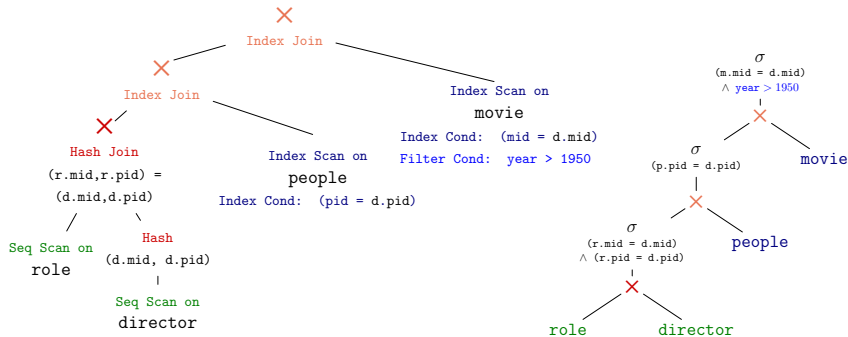 Index Join
Index Join
Index Scan on
movie
Index Cond: (mid = d.mid)
Filter Cond: year > 1950
Hash Join
(r.mid,r.pid) =
(d.mid,d.pid)
Index Scan on
people
Index Cond: (pid = d.pid)
Seq Scan on
role
Hash
(d.mid, d.pid)
Seq Scan on
director
σ
(m.mid = d.mid)
∧ year > 1950
movie
σ
(p.pid = d.pid)
people
σ
(r.mid = d.mid)
∧ (r.pid = d.pid)
role
director